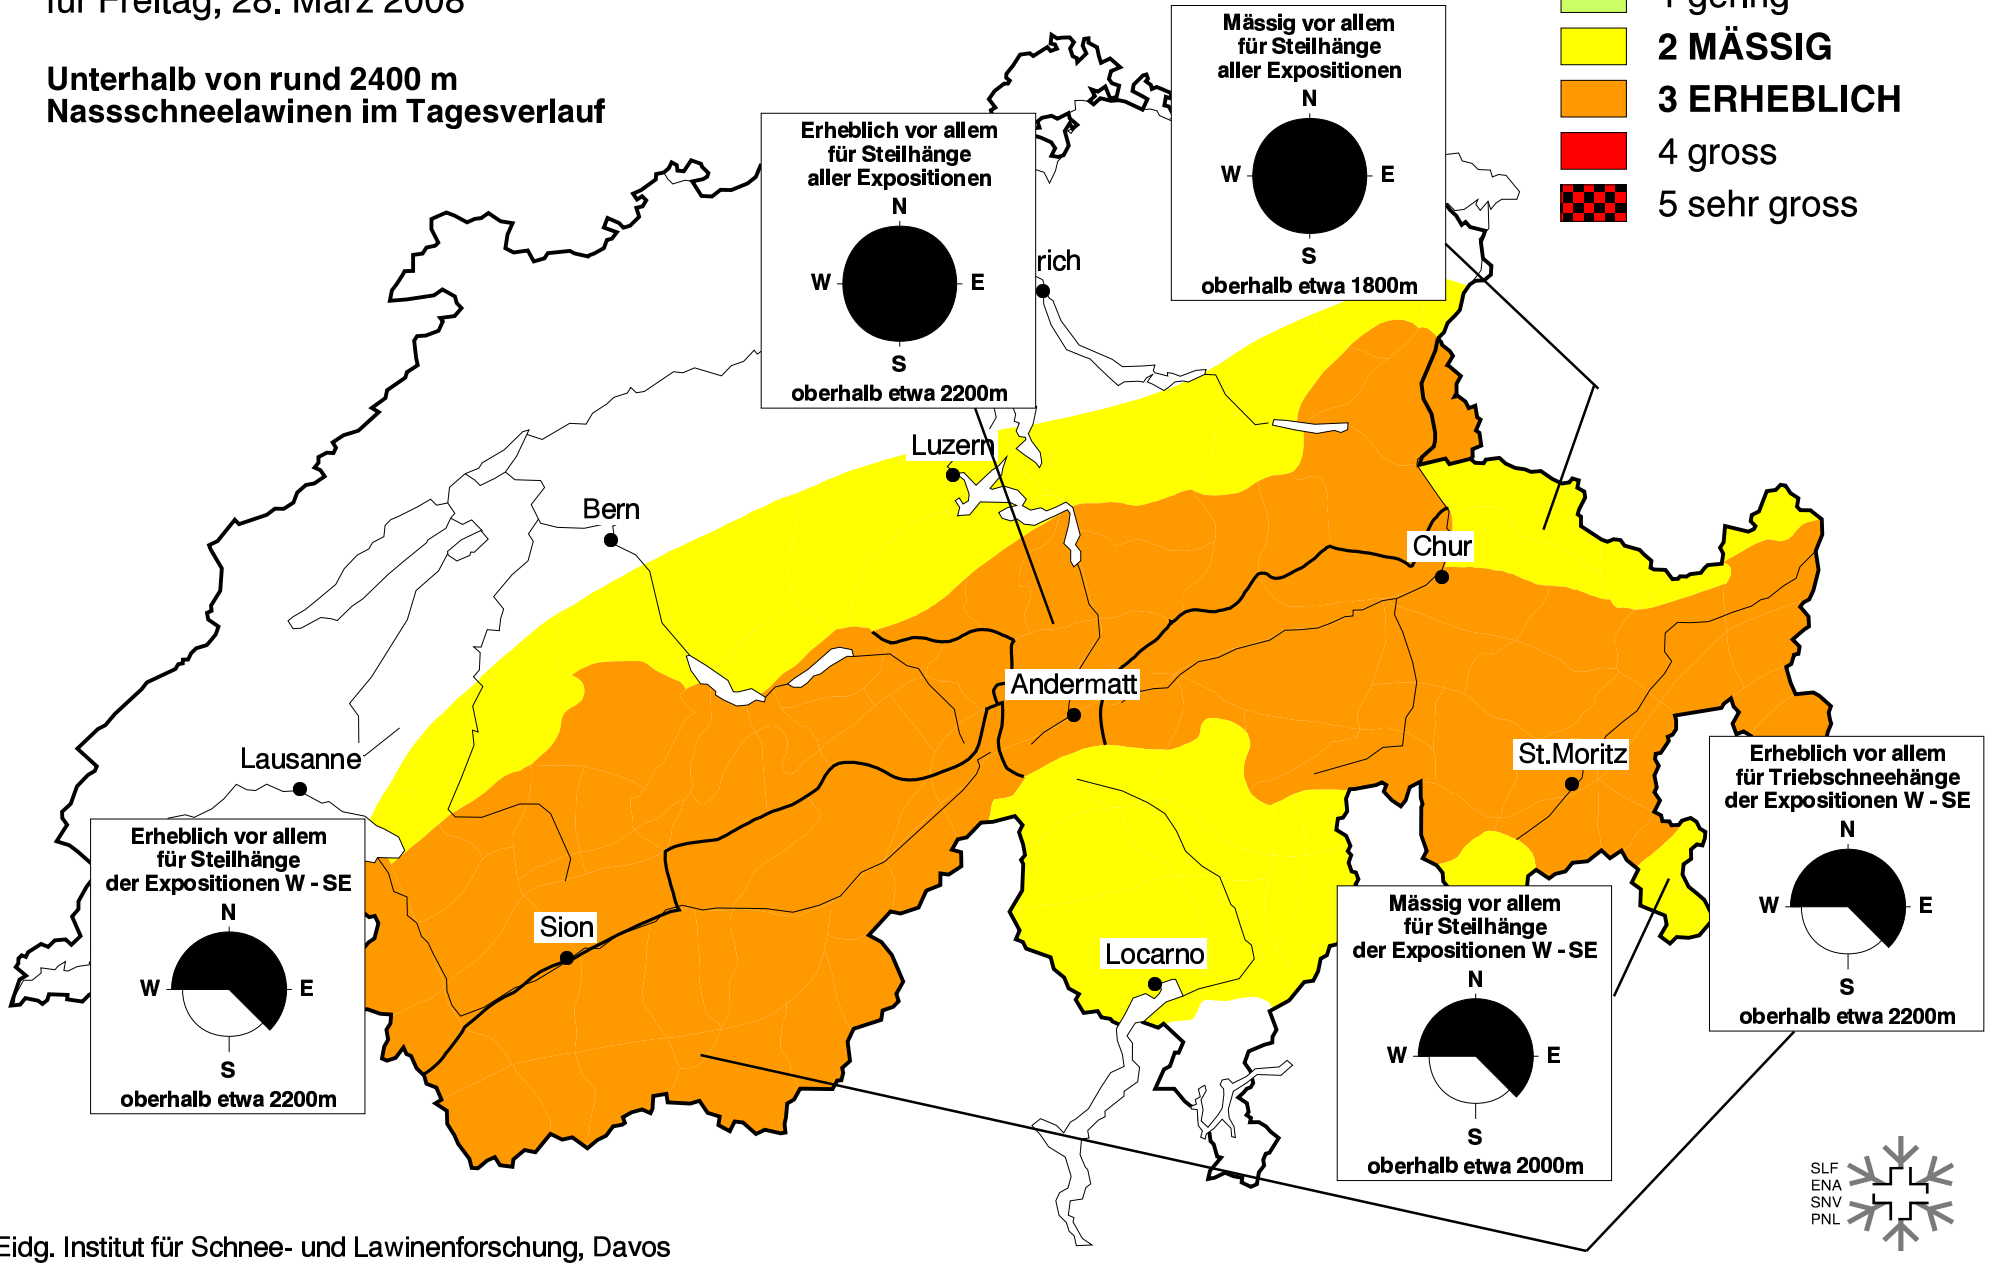 für Freitag, 28. März 2008
Unterhalb von rund 2400 m
Nassschneelawinen im Tagesverlauf
1 gering
2 MÄSSIG
3 ERHEBLICH
4 gross
5 sehr gross
Mässig vor allem
für Steilhänge
aller Expositionen
N
W E
S
oberhalb etwa 1800m
Erheblich vor allem
für Steilhänge
aller Expositionen
N
W E
S
oberhalb etwa 2200m
rich
Luzern
Bern
Chur
Andermatt
Lausanne
St.Moritz
Sion
Locarno
Erheblich vor allem
für Triebschneehänge
der Expositionen W - SE
N
W E
S
oberhalb etwa 2200m
Erheblich vor allem
für Steilhänge
der Expositionen W - SE
N
W E
S
oberhalb etwa 2200m
Mässig vor allem
für Steilhänge
der Expositionen W - SE
N
W E
S
oberhalb etwa 2000m
SLF
ENA
SNV
PNL
Eidg. Institut für Schnee- und Lawinenforschung, Davos